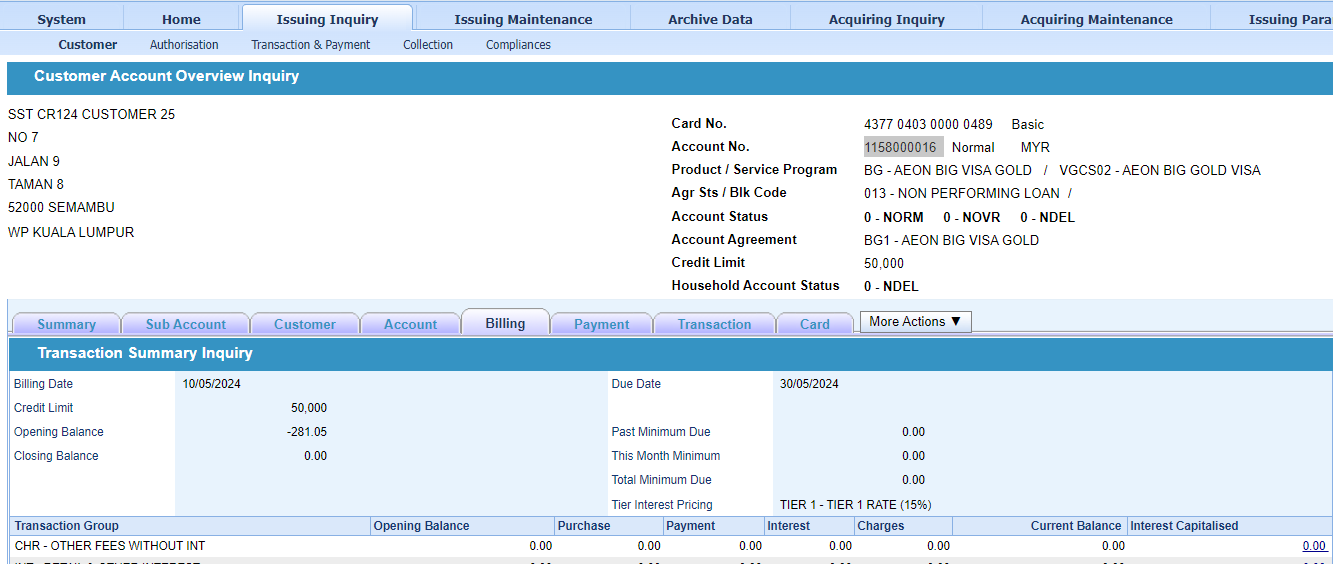 System Home Issuing Inquiry Issuing Maintenance Archive Data Acquiring Inquiry Acquiring Maintenance Issuing Para
Customer Authorisation Transaction & Payment Collection Compliances
Customer Account Overview Inquiry
SST CR124 CUSTOMER 25
NO 7
JALAN 9
TAMAN 8
52000 SEMAMBU
WP KUALA LUMPUR
Card No. 4377 0403 0000 0489 Basic
Account No. 1158000016 Normal MYR
Product / Service Program BG - AEON BIG VISA GOLD / VGCS02 - AEON BIG GOLD VISA
Agr Sts / Blk Code 013 - NON PERFORMING LOAN /
Account Status 0 - NORM 0 - NOVR 0 - NDEL
Account Agreement BG1 - AEON BIG VISA GOLD
Credit Limit 50,000
Household Account Status 0 - NDEL
Summary Sub Account Customer Account Billing Payment Transaction Card More Actions ▼
Transaction Summary Inquiry
Billing Date 10/05/2024 Due Date 30/05/2024
Credit Limit 50,000
Opening Balance -281.05 Past Minimum Due 0.00
Closing Balance 0.00 This Month Minimum 0.00
Total Minimum Due 0.00
Tier Interest Pricing TIER 1 - TIER 1 RATE (15%)
Transaction Group Opening Balance Purchase Payment Interest Charges Current Balance Interest Capitalised
CHR - OTHER FEES WITHOUT INT 0.00 0.00 0.00 0.00 0.00 0.00 0.00